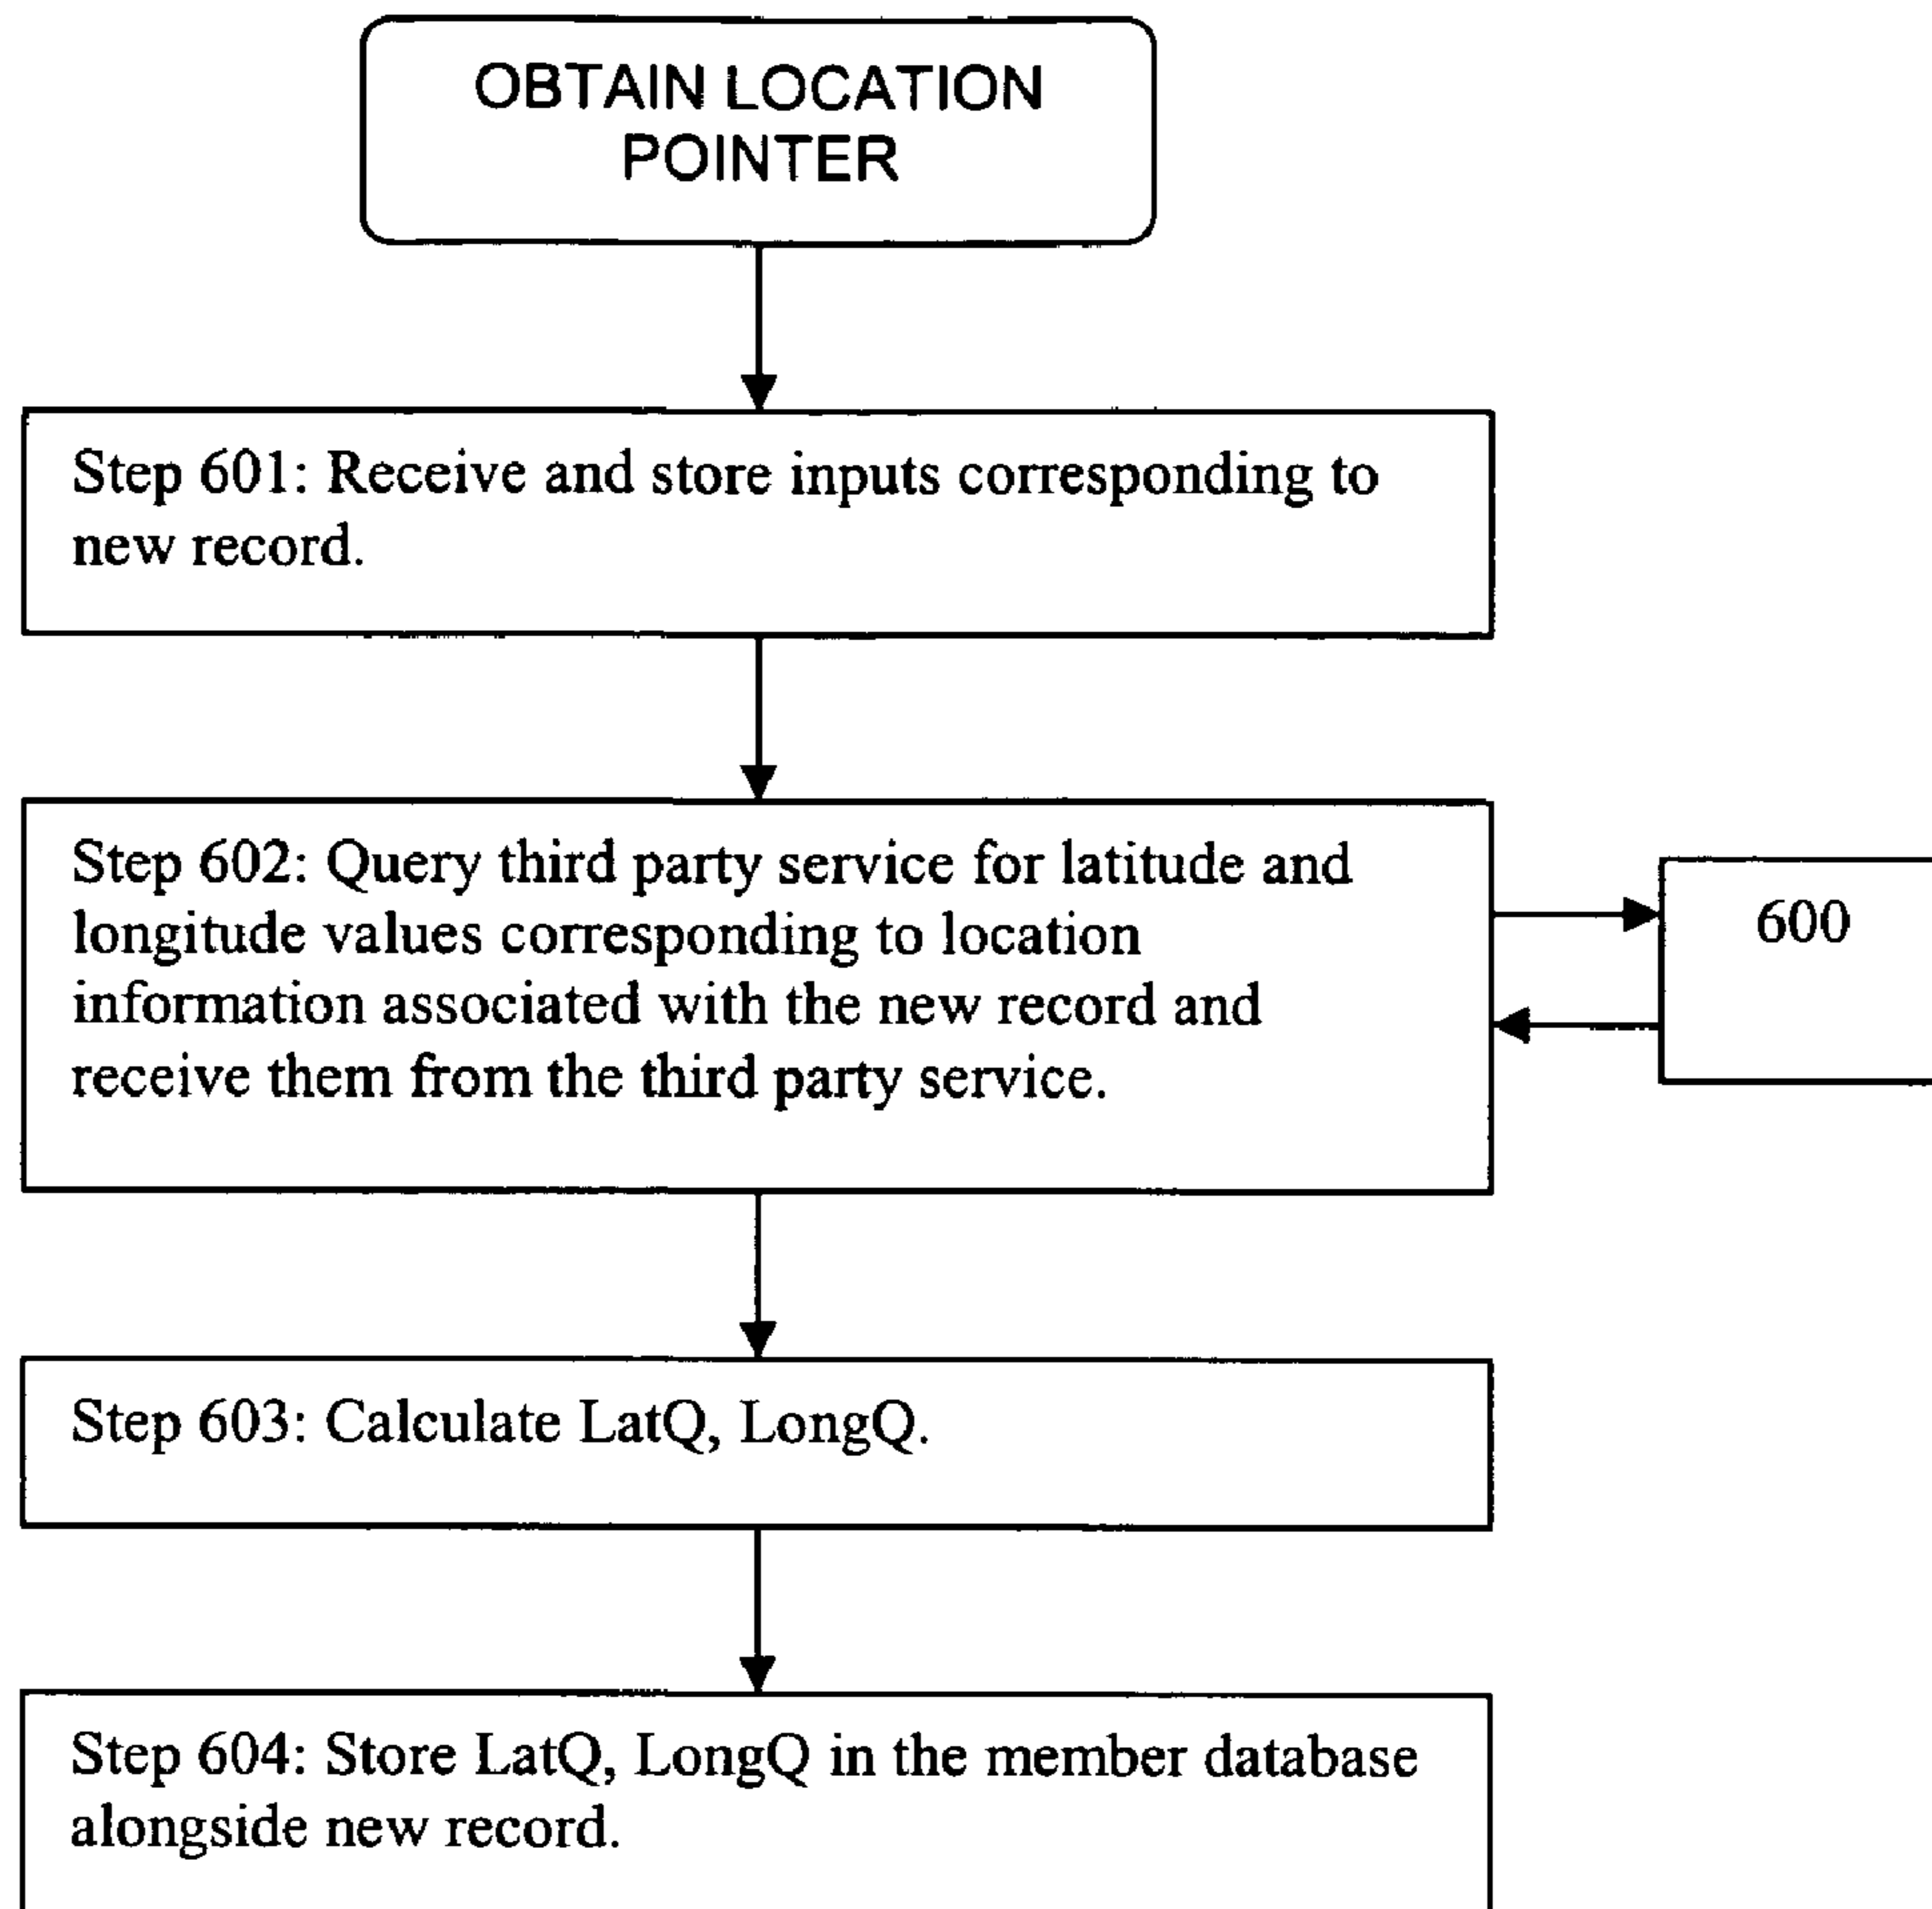 OBTAIN LOCATION
POINTER
Step 601: Receive and store inputs corresponding to
new record.
Step 602: Query third party service for latitude and
longitude values corresponding to location
information associated with the new record and
receive them from the third party service.
600
Step 603: Calculate LatQ, LongQ.
Step 604: Store LatQ, LongQ in the member database
alongside new record.